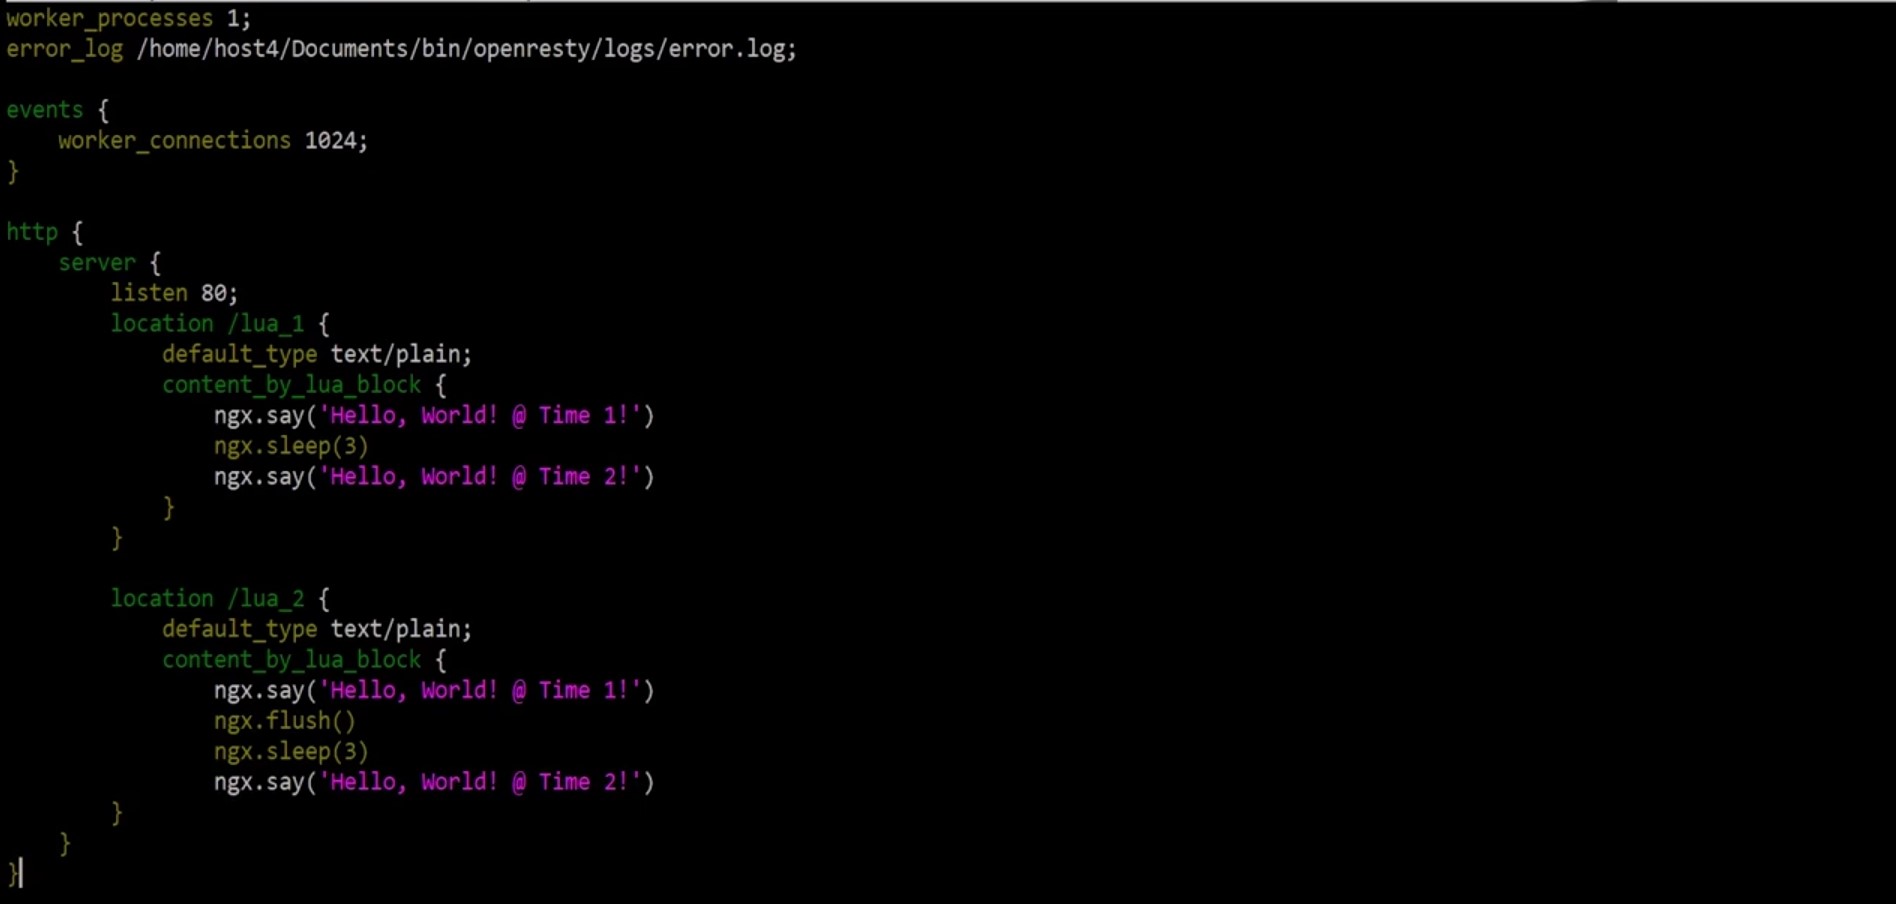 worker_processes 1;
error_log /home/host4/Documents/bin/openresty/logs/error.log;
events {
worker_connections 1024;
}
http {
server {
listen 80;
location /lua_1 {
default_type text/plain;
content_by_lua_block {
ngx.say('Hello, World! @ Time 1!')
ngx.sleep(3)
ngx.say('Hello, World! @ Time 2!')
}
}
location /lua_2 {
default_type text/plain;
content_by_lua_block {
ngx.say('Hello, World! @ Time 1!')
ngx.flush()
ngx.sleep(3)
ngx.say('Hello, World! @ Time 2!')
}
}
}